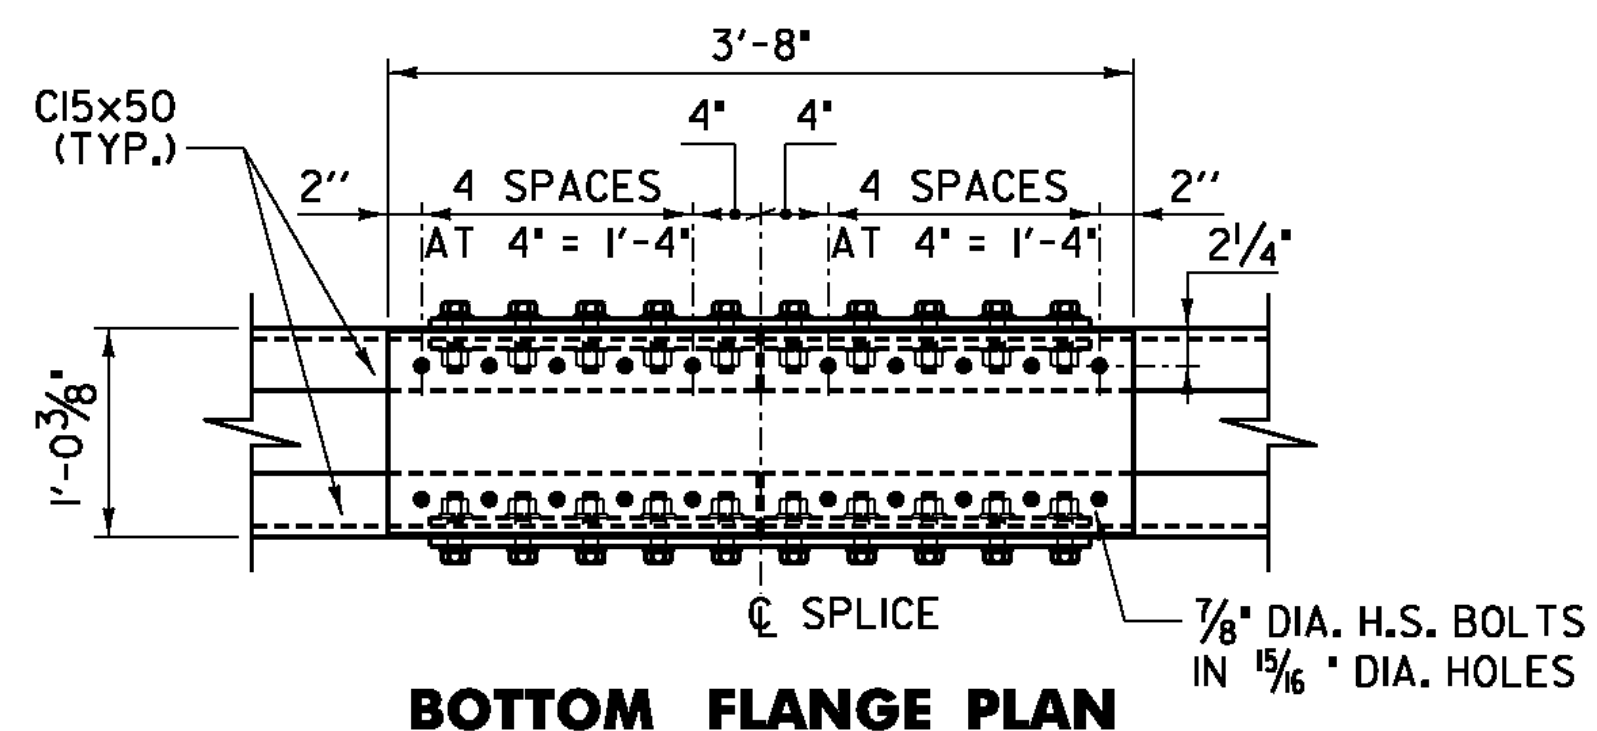 3'-8"
C15x50
(TYP.)
4" 4"
2'' 4 SPACES 4 SPACES 2''
AT 4" = 1'-4" AT 4" = 1'-4"
2 1/4"
1'-0 3/8"
℄ SPLICE
7/8" DIA. H.S. BOLTS
IN 15/16 " DIA. HOLES
BOTTOM FLANGE PLAN